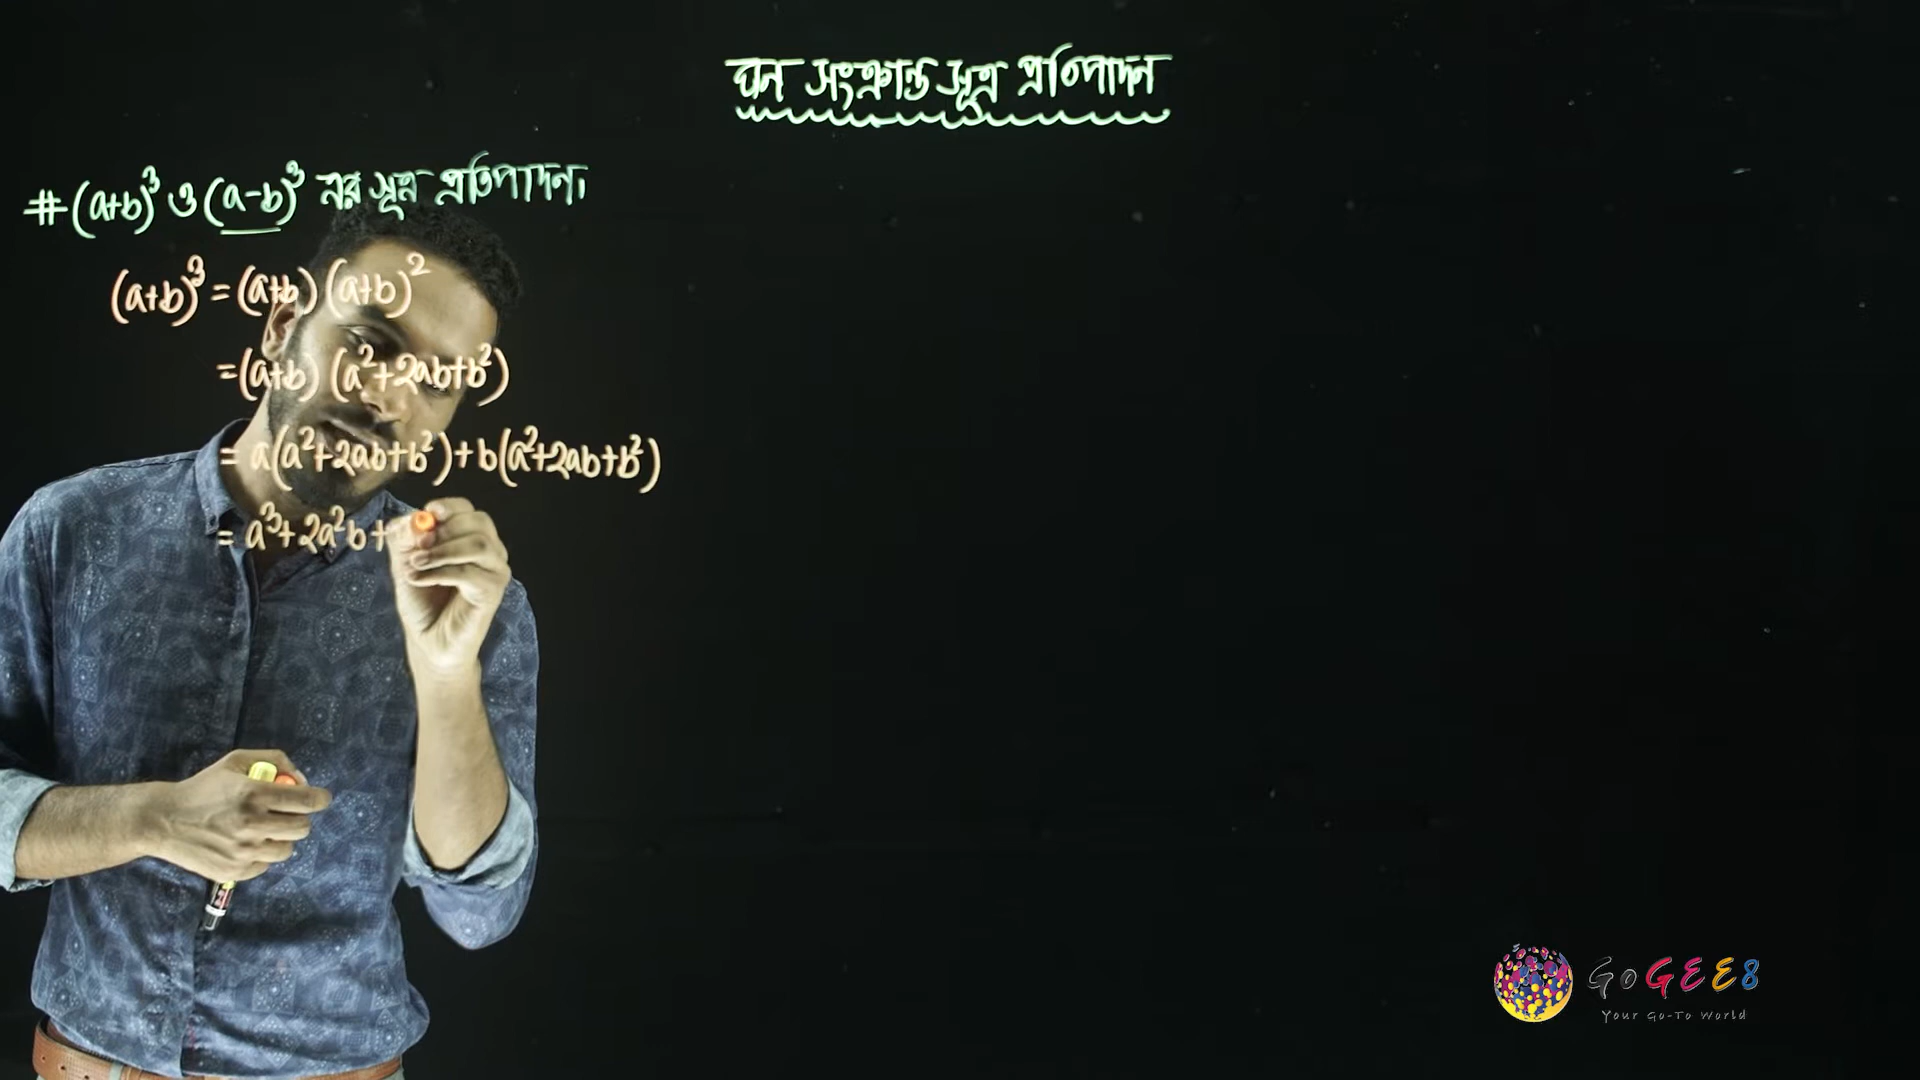 ঘন সংক্রান্ত সূত্র প্রতিপাদন
# (a+b)³ ও (a-b)³ এর সূত্র প্রতিপাদন।
(a+b)³ = (a+b) (a+b)²
= (a+b) (a²+2ab+b²)
= a(a²+2ab+b²)+b(a²+2ab+b²)
= a³+2a²b+
GoGEE8
Your Go-To World